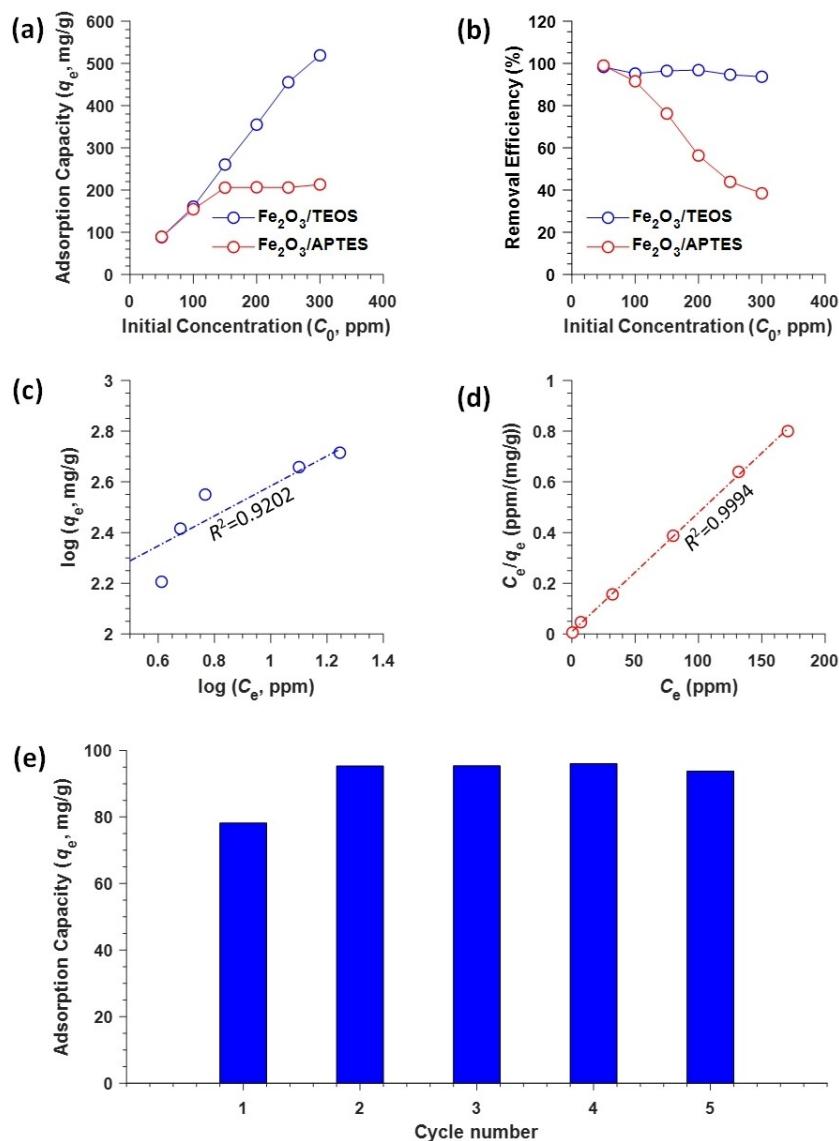 (a)
Adsorption Capacity (qe, mg/g)
600
500
400
300
200
100
0
Fe2O3/TEOS
Fe2O3/APTES
0 100 200 300 400
Initial Concentration (C0, ppm)
(b)
Removal Efficiency (%)
120
100
80
60
40
20
0
Fe2O3/TEOS
Fe2O3/APTES
0 100 200 300 400
Initial Concentration (C0, ppm)
(c)
log (qe, mg/g)
3
2.8
2.6
2.4
2.2
2
R2=0.9202
0.6 0.8 1 1.2 1.4
log (Ce, ppm)
(d)
Ce/qe (ppm/(mg/g))
1
0.8
0.6
0.4
0.2
0
R2=0.9994
0 50 100 150 200
Ce (ppm)
(e)
Adsorption Capacity (qe, mg/g)
100
80
60
40
20
0
1 2 3 4 5
Cycle number